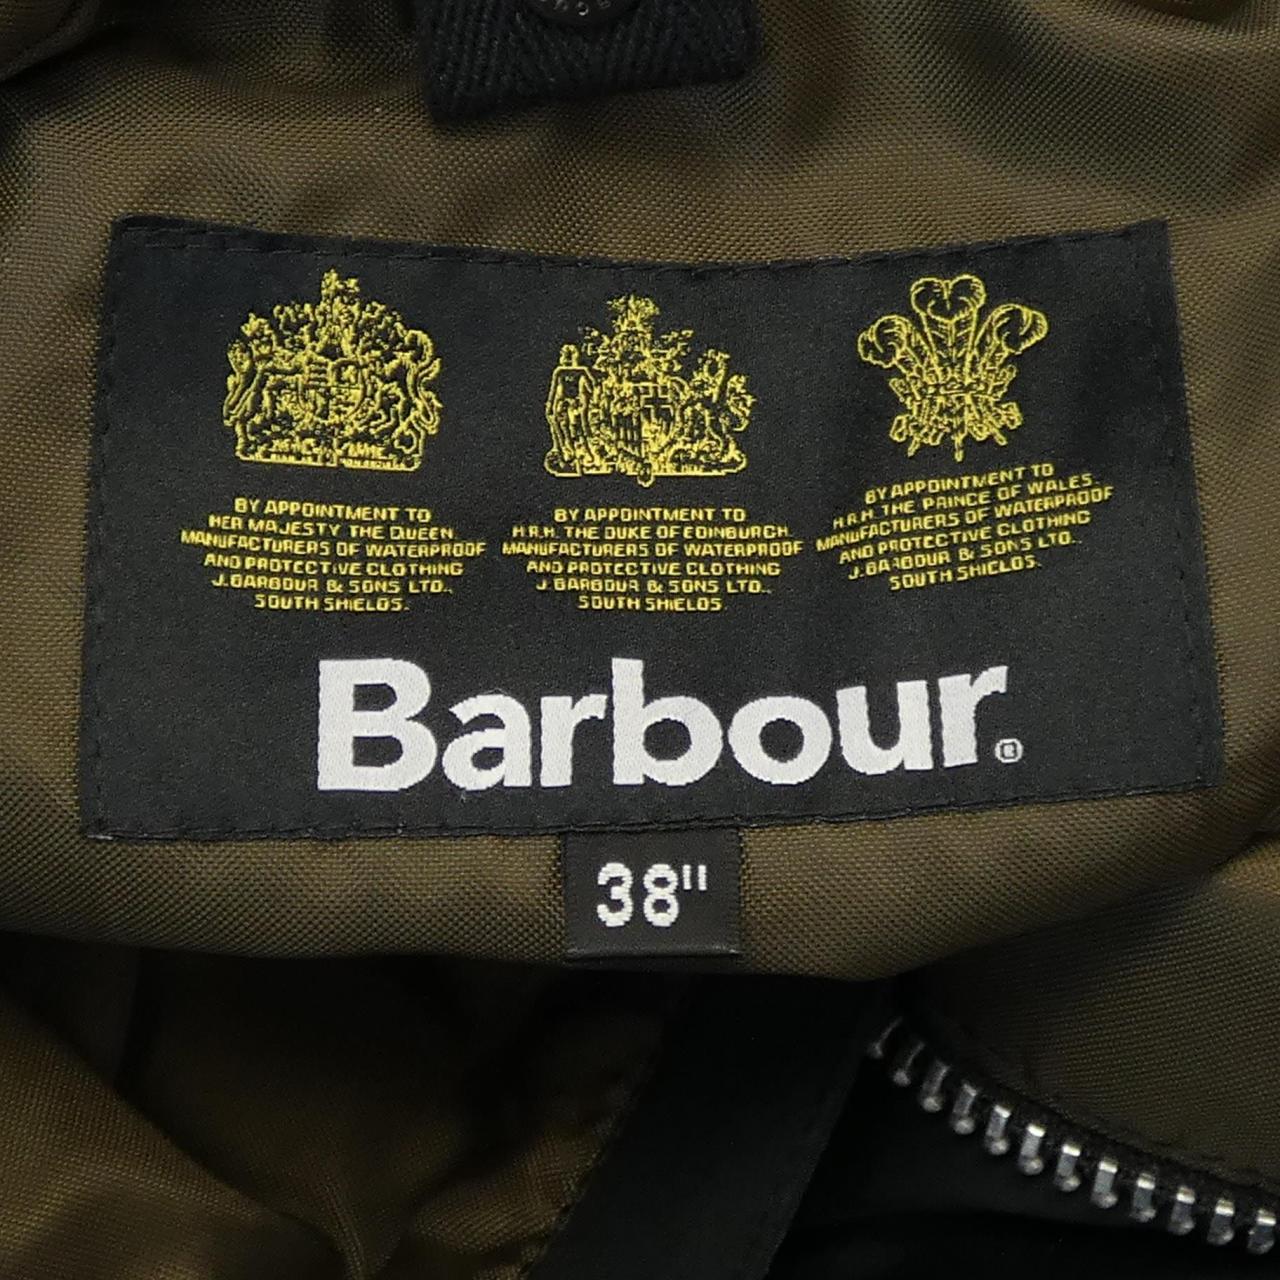 BY APPOINTMENT TO
HER MAJESTY THE QUEEN
MANUFACTURERS OF WATERPROOF
AND PROTECTIVE CLOTHING
J. BARBOUR & SONS LTD.,
SOUTH SHIELDS.
BY APPOINTMENT TO
H.R.H. THE DUKE OF EDINBURGH
MANUFACTURERS OF WATERPROOF
AND PROTECTIVE CLOTHING
J. BARBOUR & SONS LTD.,
SOUTH SHIELDS
BY APPOINTMENT TO
H.R.H. THE PRINCE OF WALES
MANUFACTURERS OF WATERPROOF
AND PROTECTIVE CLOTHING
J. BARBOUR & SONS LTD.
SOUTH SHIELDS.
Barbour®
38"